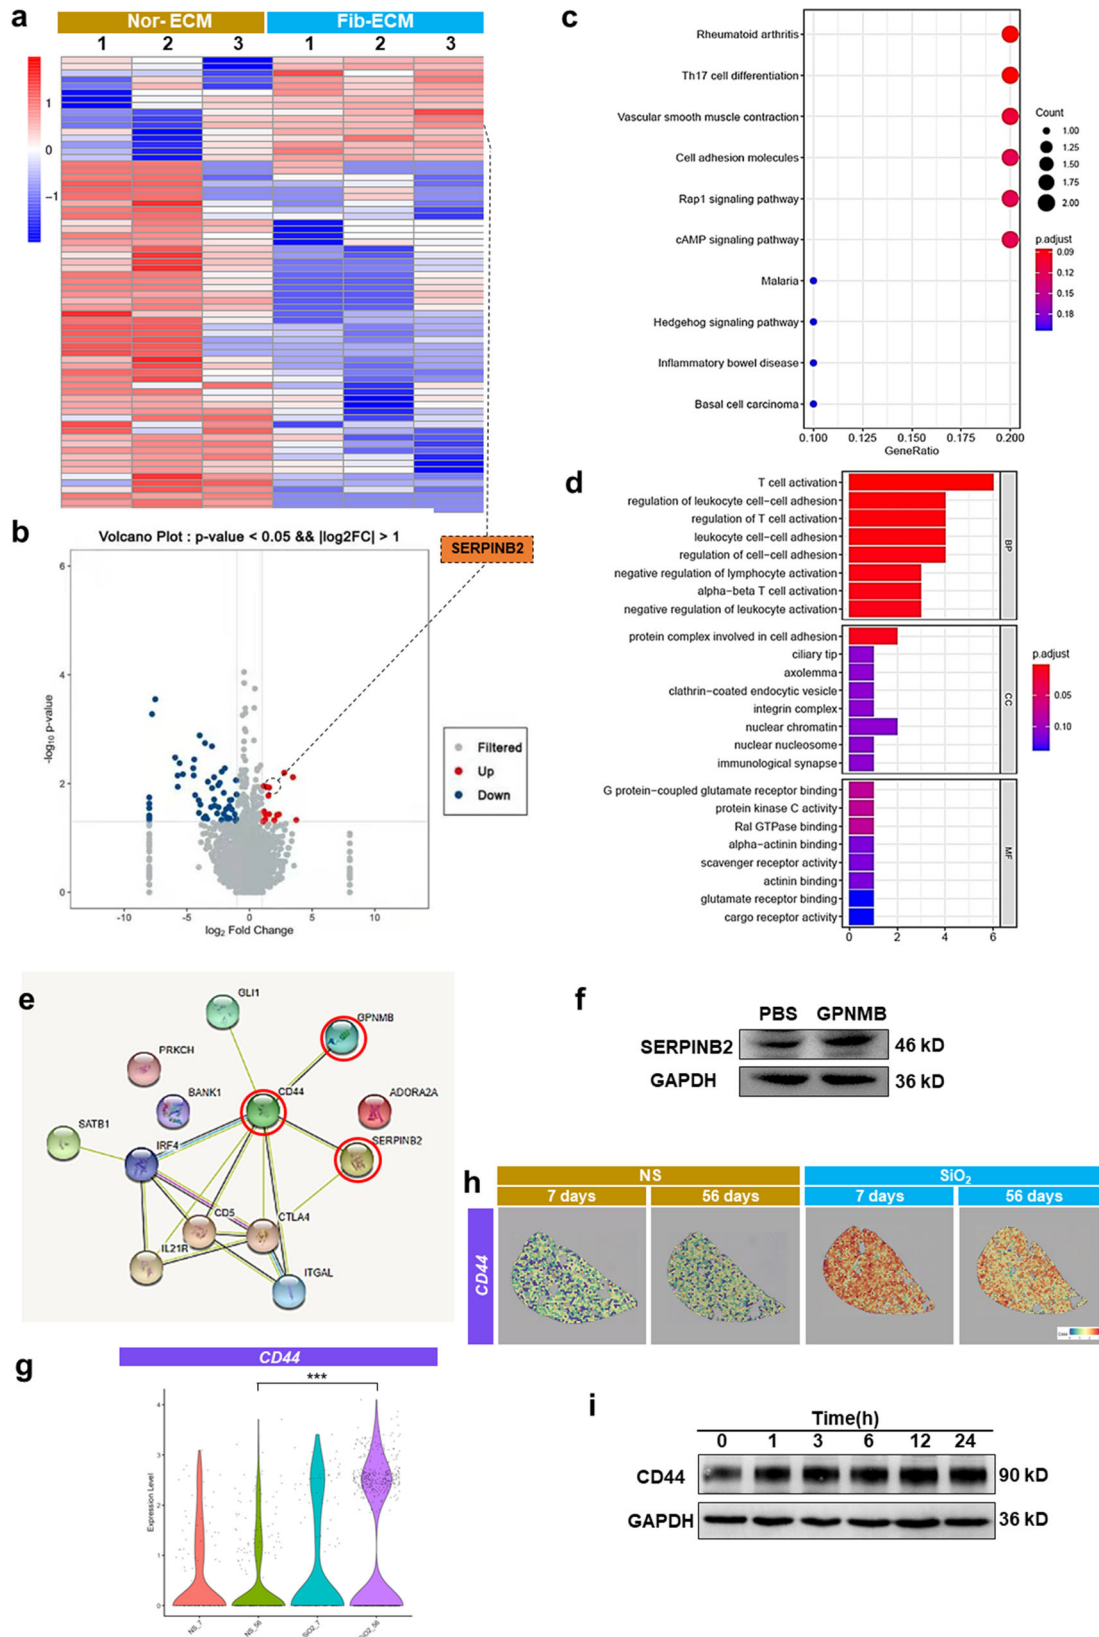 a
Nor- ECM
Fib-ECM
1 2 3 1 2 3
1
0
−1
b
Volcano Plot : p-value < 0.05 && |log2FC| > 1
SERPINB2
6
4
2
0
-log10 p-value
-10 -5 0 5 10
log2 Fold Change
Filtered
Up
Down
c
Rheumatoid arthritis
Th17 cell differentiation
Vascular smooth muscle contraction
Cell adhesion molecules
Rap1 signaling pathway
cAMP signaling pathway
Malaria
Hedgehog signaling pathway
Inflammatory bowel disease
Basal cell carcinoma
0.100 0.125 0.150 0.175 0.200
GeneRatio
Count
1.00
1.25
1.50
1.75
2.00
p.adjust
0.09
0.12
0.15
0.18
d
T cell activation
regulation of leukocyte cell−cell adhesion
regulation of T cell activation
leukocyte cell−cell adhesion
regulation of cell−cell adhesion
negative regulation of lymphocyte activation
alpha−beta T cell activation
negative regulation of leukocyte activation
BP
protein complex involved in cell adhesion
ciliary tip
axolemma
clathrin−coated endocytic vesicle
integrin complex
nuclear chromatin
nuclear nucleosome
immunological synapse
CC
G protein−coupled glutamate receptor binding
protein kinase C activity
Ral GTPase binding
alpha−actinin binding
scavenger receptor activity
actinin binding
glutamate receptor binding
cargo receptor activity
MF
0 2 4 6
p.adjust
0.05
0.10
e
GLI1
GPNMB
PRKCH
CD44
BANK1
ADORA2A
SATB1
IRF4
SERPINB2
CD5
CTLA4
IL21R
ITGAL
f
PBS GPNMB
SERPINB2 46 kD
GAPDH 36 kD
h
NS
SiO2
7 days 56 days 7 days 56 days
CD44
g
CD44
***
4
3
2
1
0
Expression Level
NS_7
NS_56
SiO2_7
SiO2_56
i
Time(h)
0 1 3 6 12 24
CD44 90 kD
GAPDH 36 kD